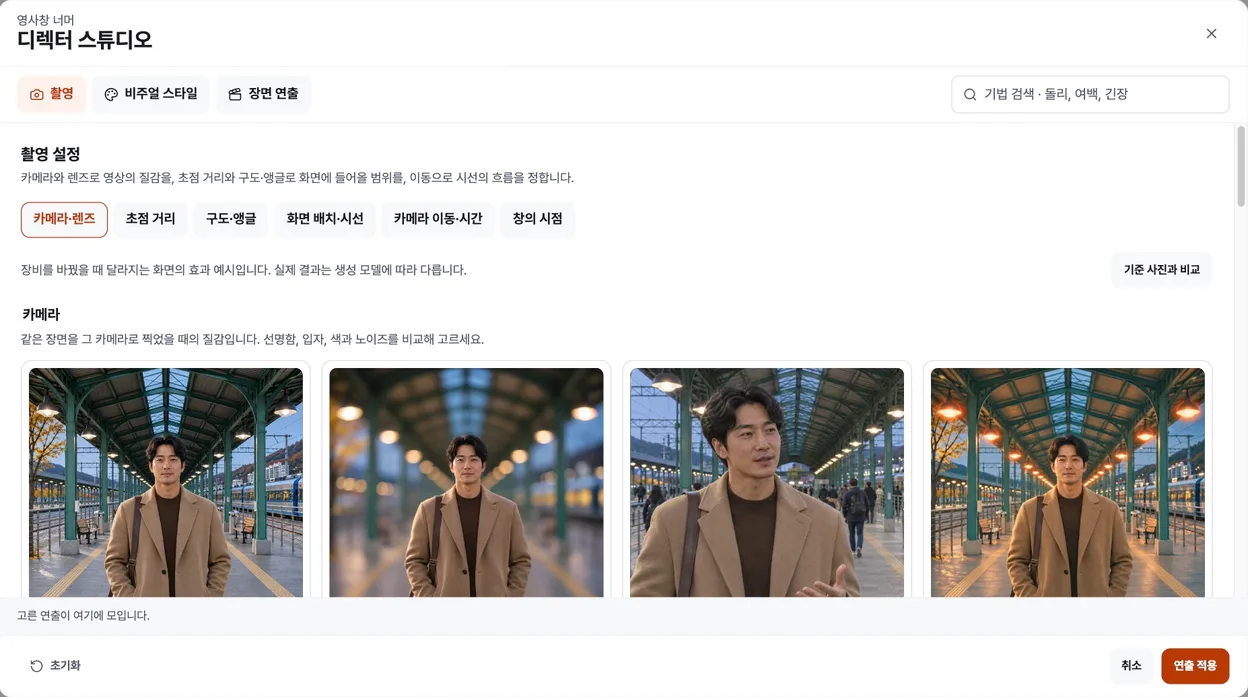 영사창 너머
디렉터 스튜디오
촬영
비주얼 스타일
장면 연출
기법 검색 · 돌리, 여백, 긴장
촬영 설정
카메라와 렌즈로 영상의 질감을, 초점 거리와 구도·앵글로 화면에 들어올 범위를, 이동으로 시선의 흐름을 정합니다.
카메라·렌즈
초점 거리
구도·앵글
화면 배치·시선
카메라 이동·시간
창의 시점
장비를 바꿨을 때 달라지는 화면의 효과 예시입니다. 실제 결과는 생성 모델에 따라 다릅니다.
기준 사진과 비교
카메라
같은 장면을 그 카메라로 찍었을 때의 질감입니다. 선명함, 입자, 색과 노이즈를 비교해 고르세요.
고른 연출이 여기에 모입니다.
초기화
취소
연출 적용